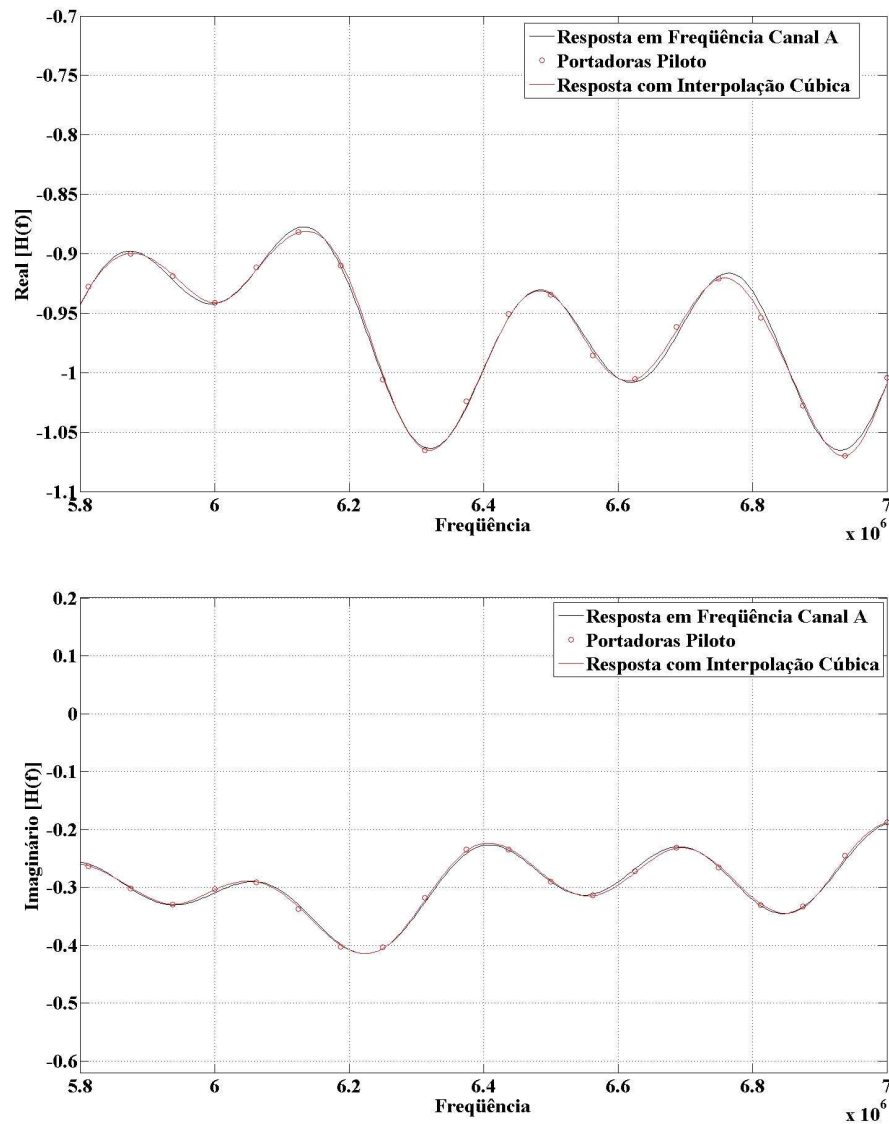 -0.7
-0.75
-0.8
-0.85
-0.9
-0.95
-1
-1.05
-1.1
Real [H(f)]
Resposta em Freqüência Canal A
Portadoras Piloto
Resposta com Interpolação Cúbica
5.8 6 6.2 6.4 6.6 6.8 7
Freqüência
x 10^6
0.2
0.1
0
-0.1
-0.2
-0.3
-0.4
-0.5
-0.6
Imaginário [H(f)]
Resposta em Freqüência Canal A
Portadoras Piloto
Resposta com Interpolação Cúbica
5.8 6 6.2 6.4 6.6 6.8 7
Freqüência
x 10^6